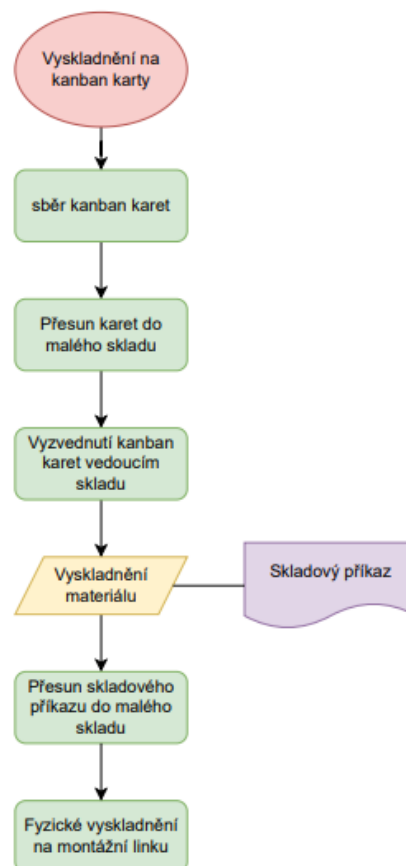 Vyskladnění na
kanban karty
sběr kanban karet
Přesun karet do
malého skladu
Vyzvednutí kanban
karet vedoucím
skladu
Vyskladnění
materiálu
Skladový příkaz
Přesun skladového
příkazu do malého
skladu
Fyzické vyskladnění
na montážní linku